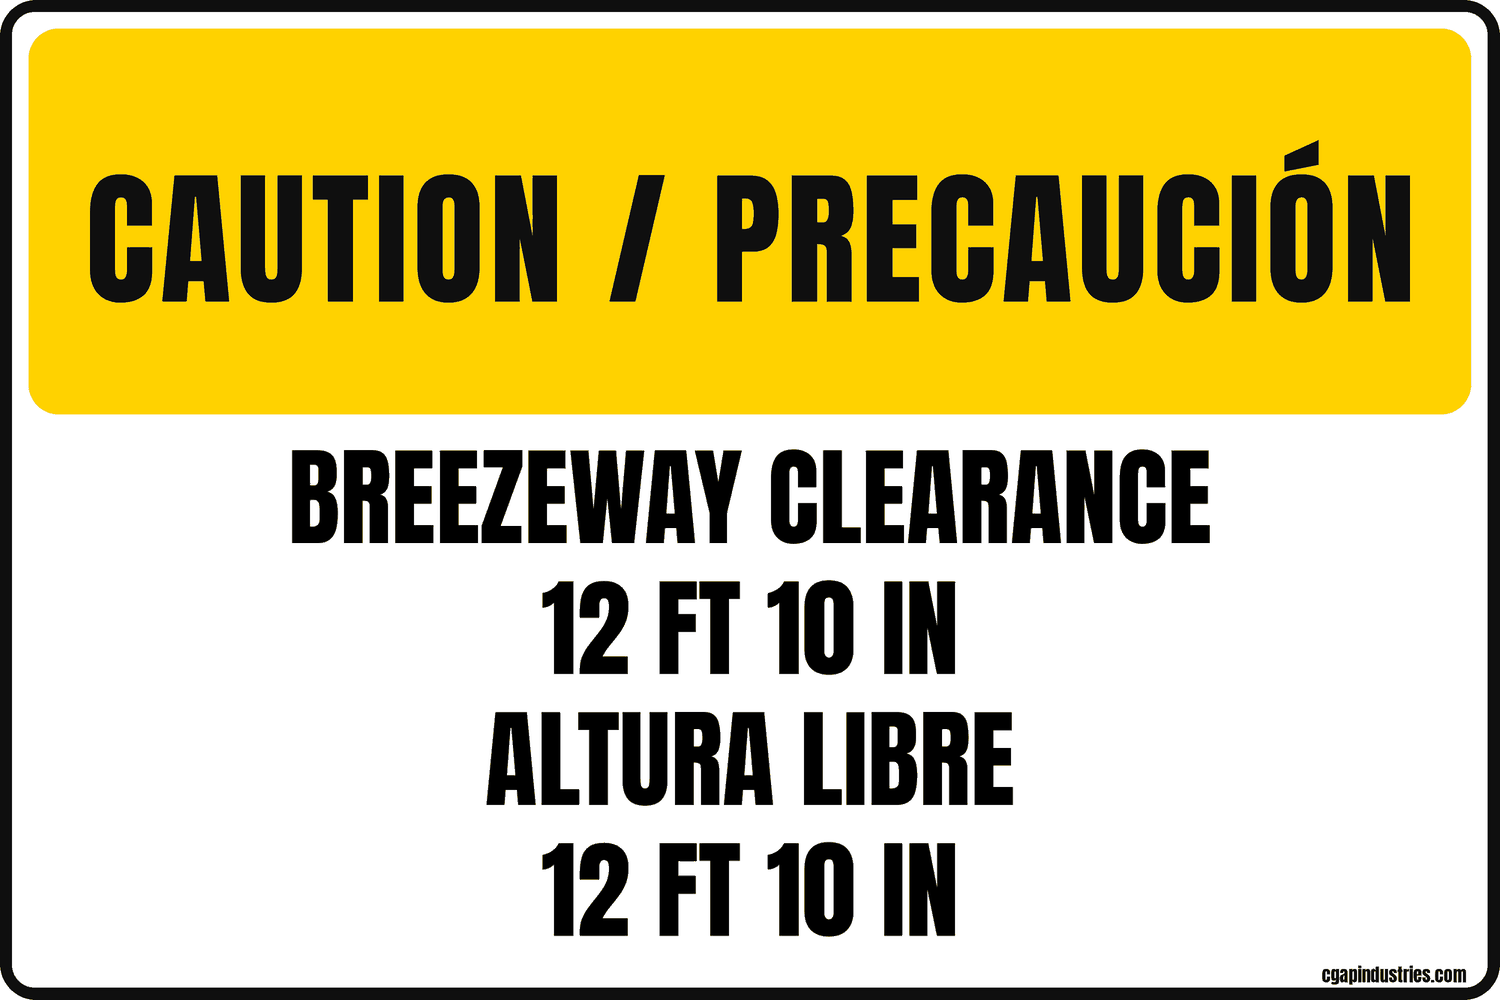 CAUTION / PRECAUCIÓN
BREEZEWAY CLEARANCE
12 FT 10 IN
ALTURA LIBRE
12 FT 10 IN
cgapindustries.com